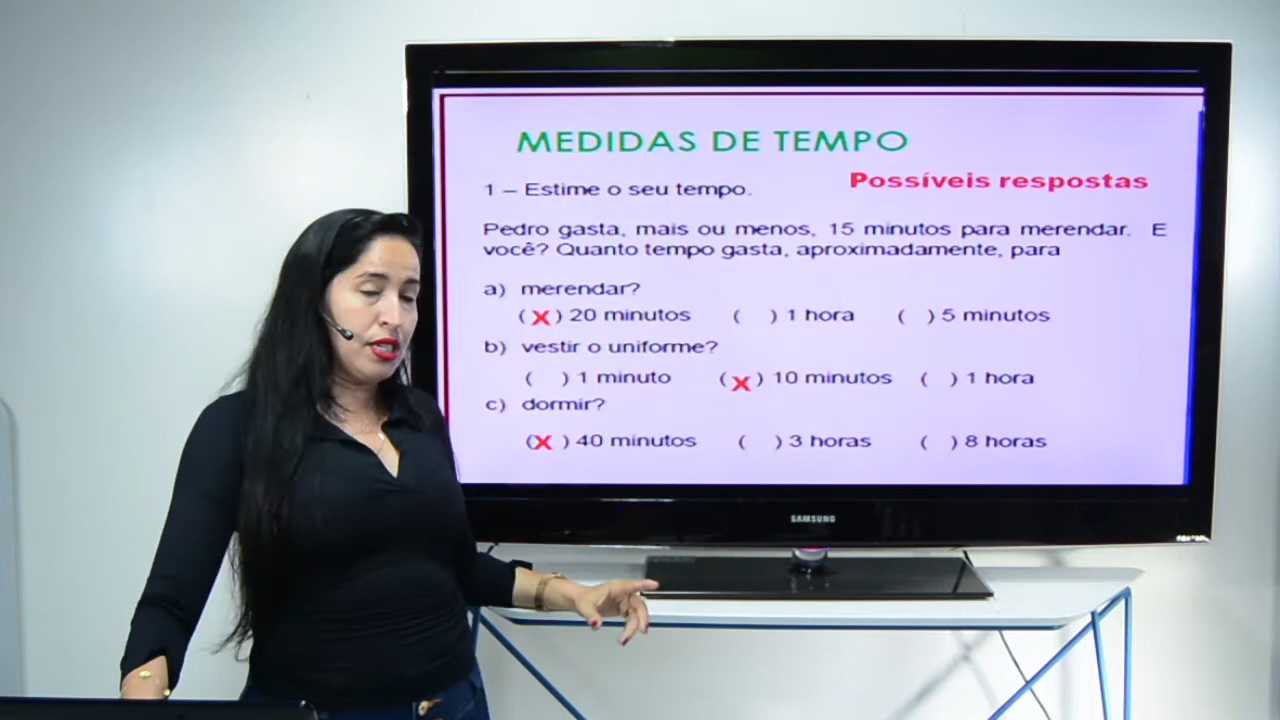 MEDIDAS DE TEMPO
Possíveis respostas
1 – Estime o seu tempo.
Pedro gasta, mais ou menos, 15 minutos para merendar. E
você? Quanto tempo gasta, aproximadamente, para
a) merendar?
(X) 20 minutos ( ) 1 hora ( ) 5 minutos
b) vestir o uniforme?
( ) 1 minuto (X) 10 minutos ( ) 1 hora
c) dormir?
(X) 40 minutos ( ) 3 horas ( ) 8 horas
SAMSUNG